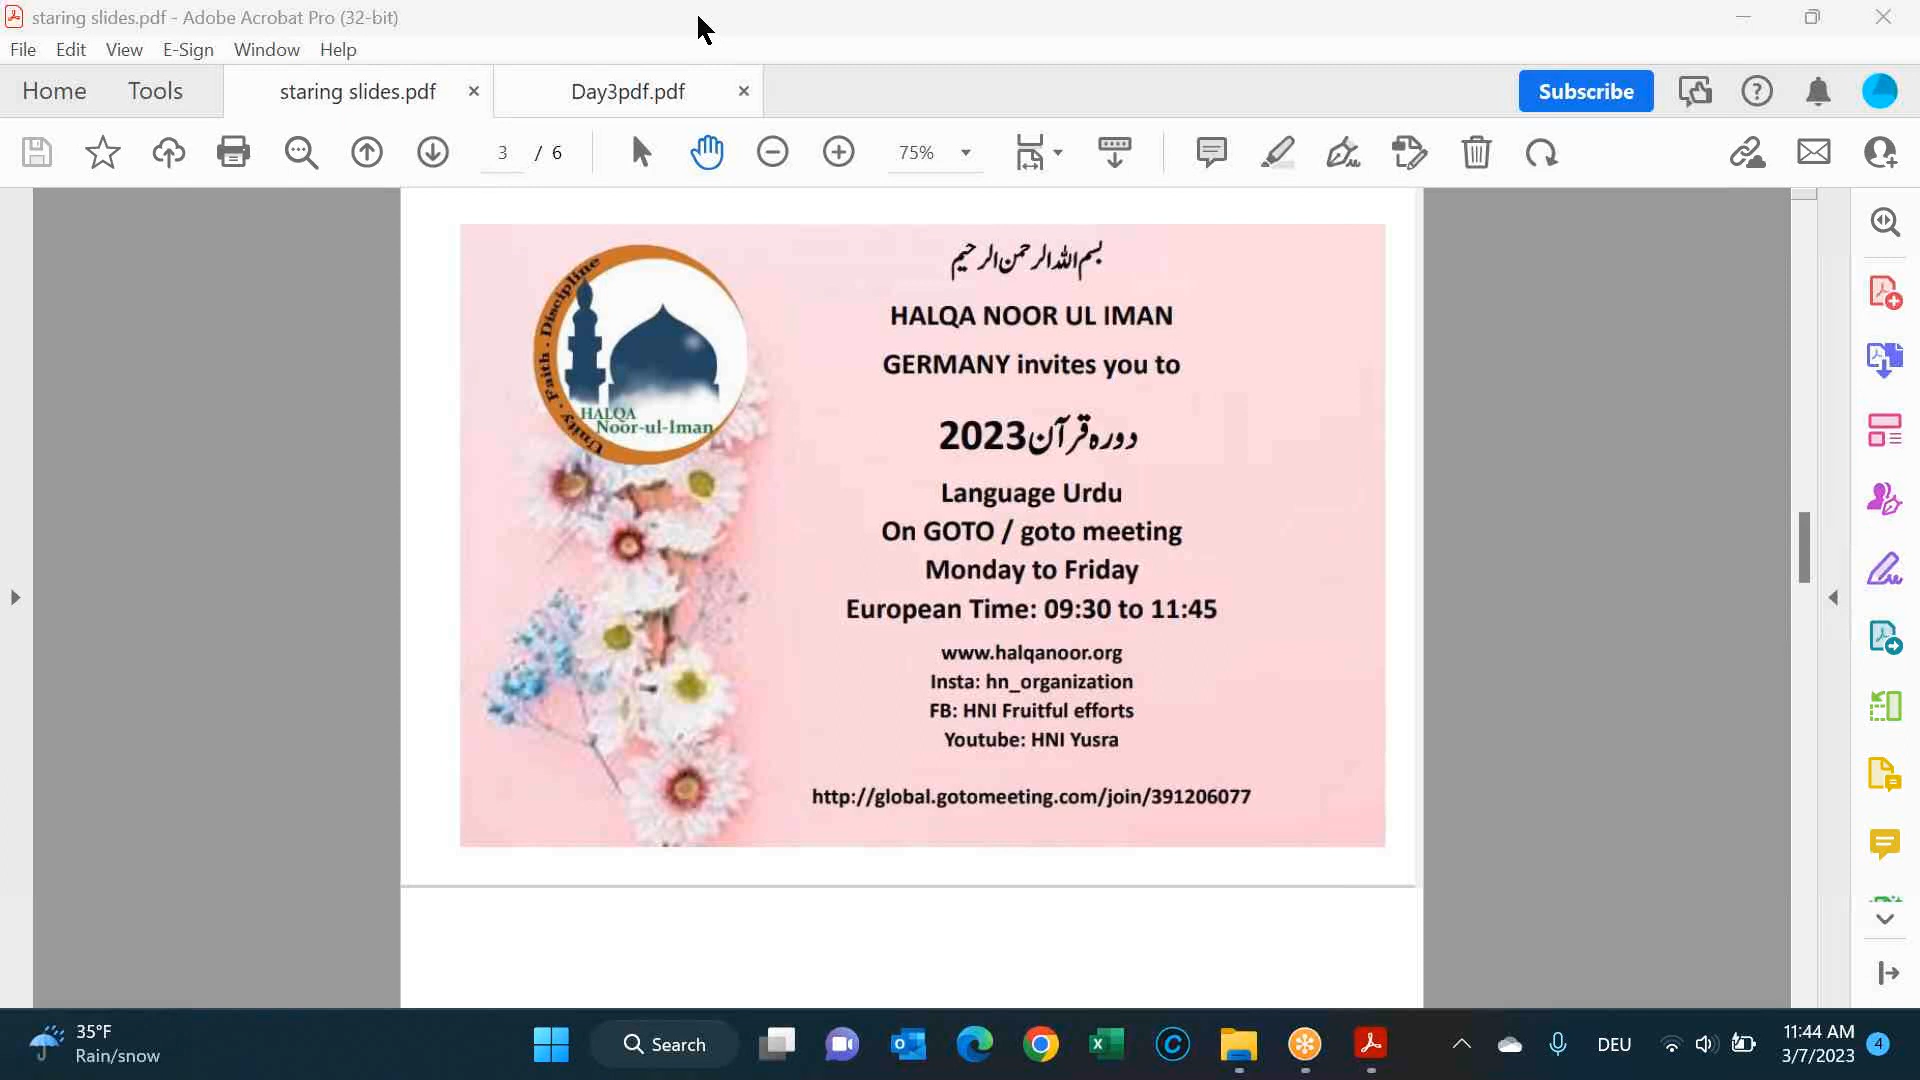 staring slides.pdf - Adobe Acrobat Pro (32-bit)
File Edit View E-Sign Window Help
Home Tools staring slides.pdf Day3pdf.pdf Subscribe
3 / 6 75%
بسم اللہ الرحمن الرحیم
HALQA NOOR UL IMAN
GERMANY invites you to
دورہ قرآن 2023
Language Urdu
On GOTO / goto meeting
Monday to Friday
European Time: 09:30 to 11:45
www.halqanoor.org
Insta: hn_organization
FB: HNI Fruitful efforts
Youtube: HNI Yusra
http://global.gotomeeting.com/join/391206077
Unity . Faith . Discipline
HALQA
Noor-ul-Iman
35°F
Rain/snow
Search
DEU
11:44 AM
3/7/2023
4